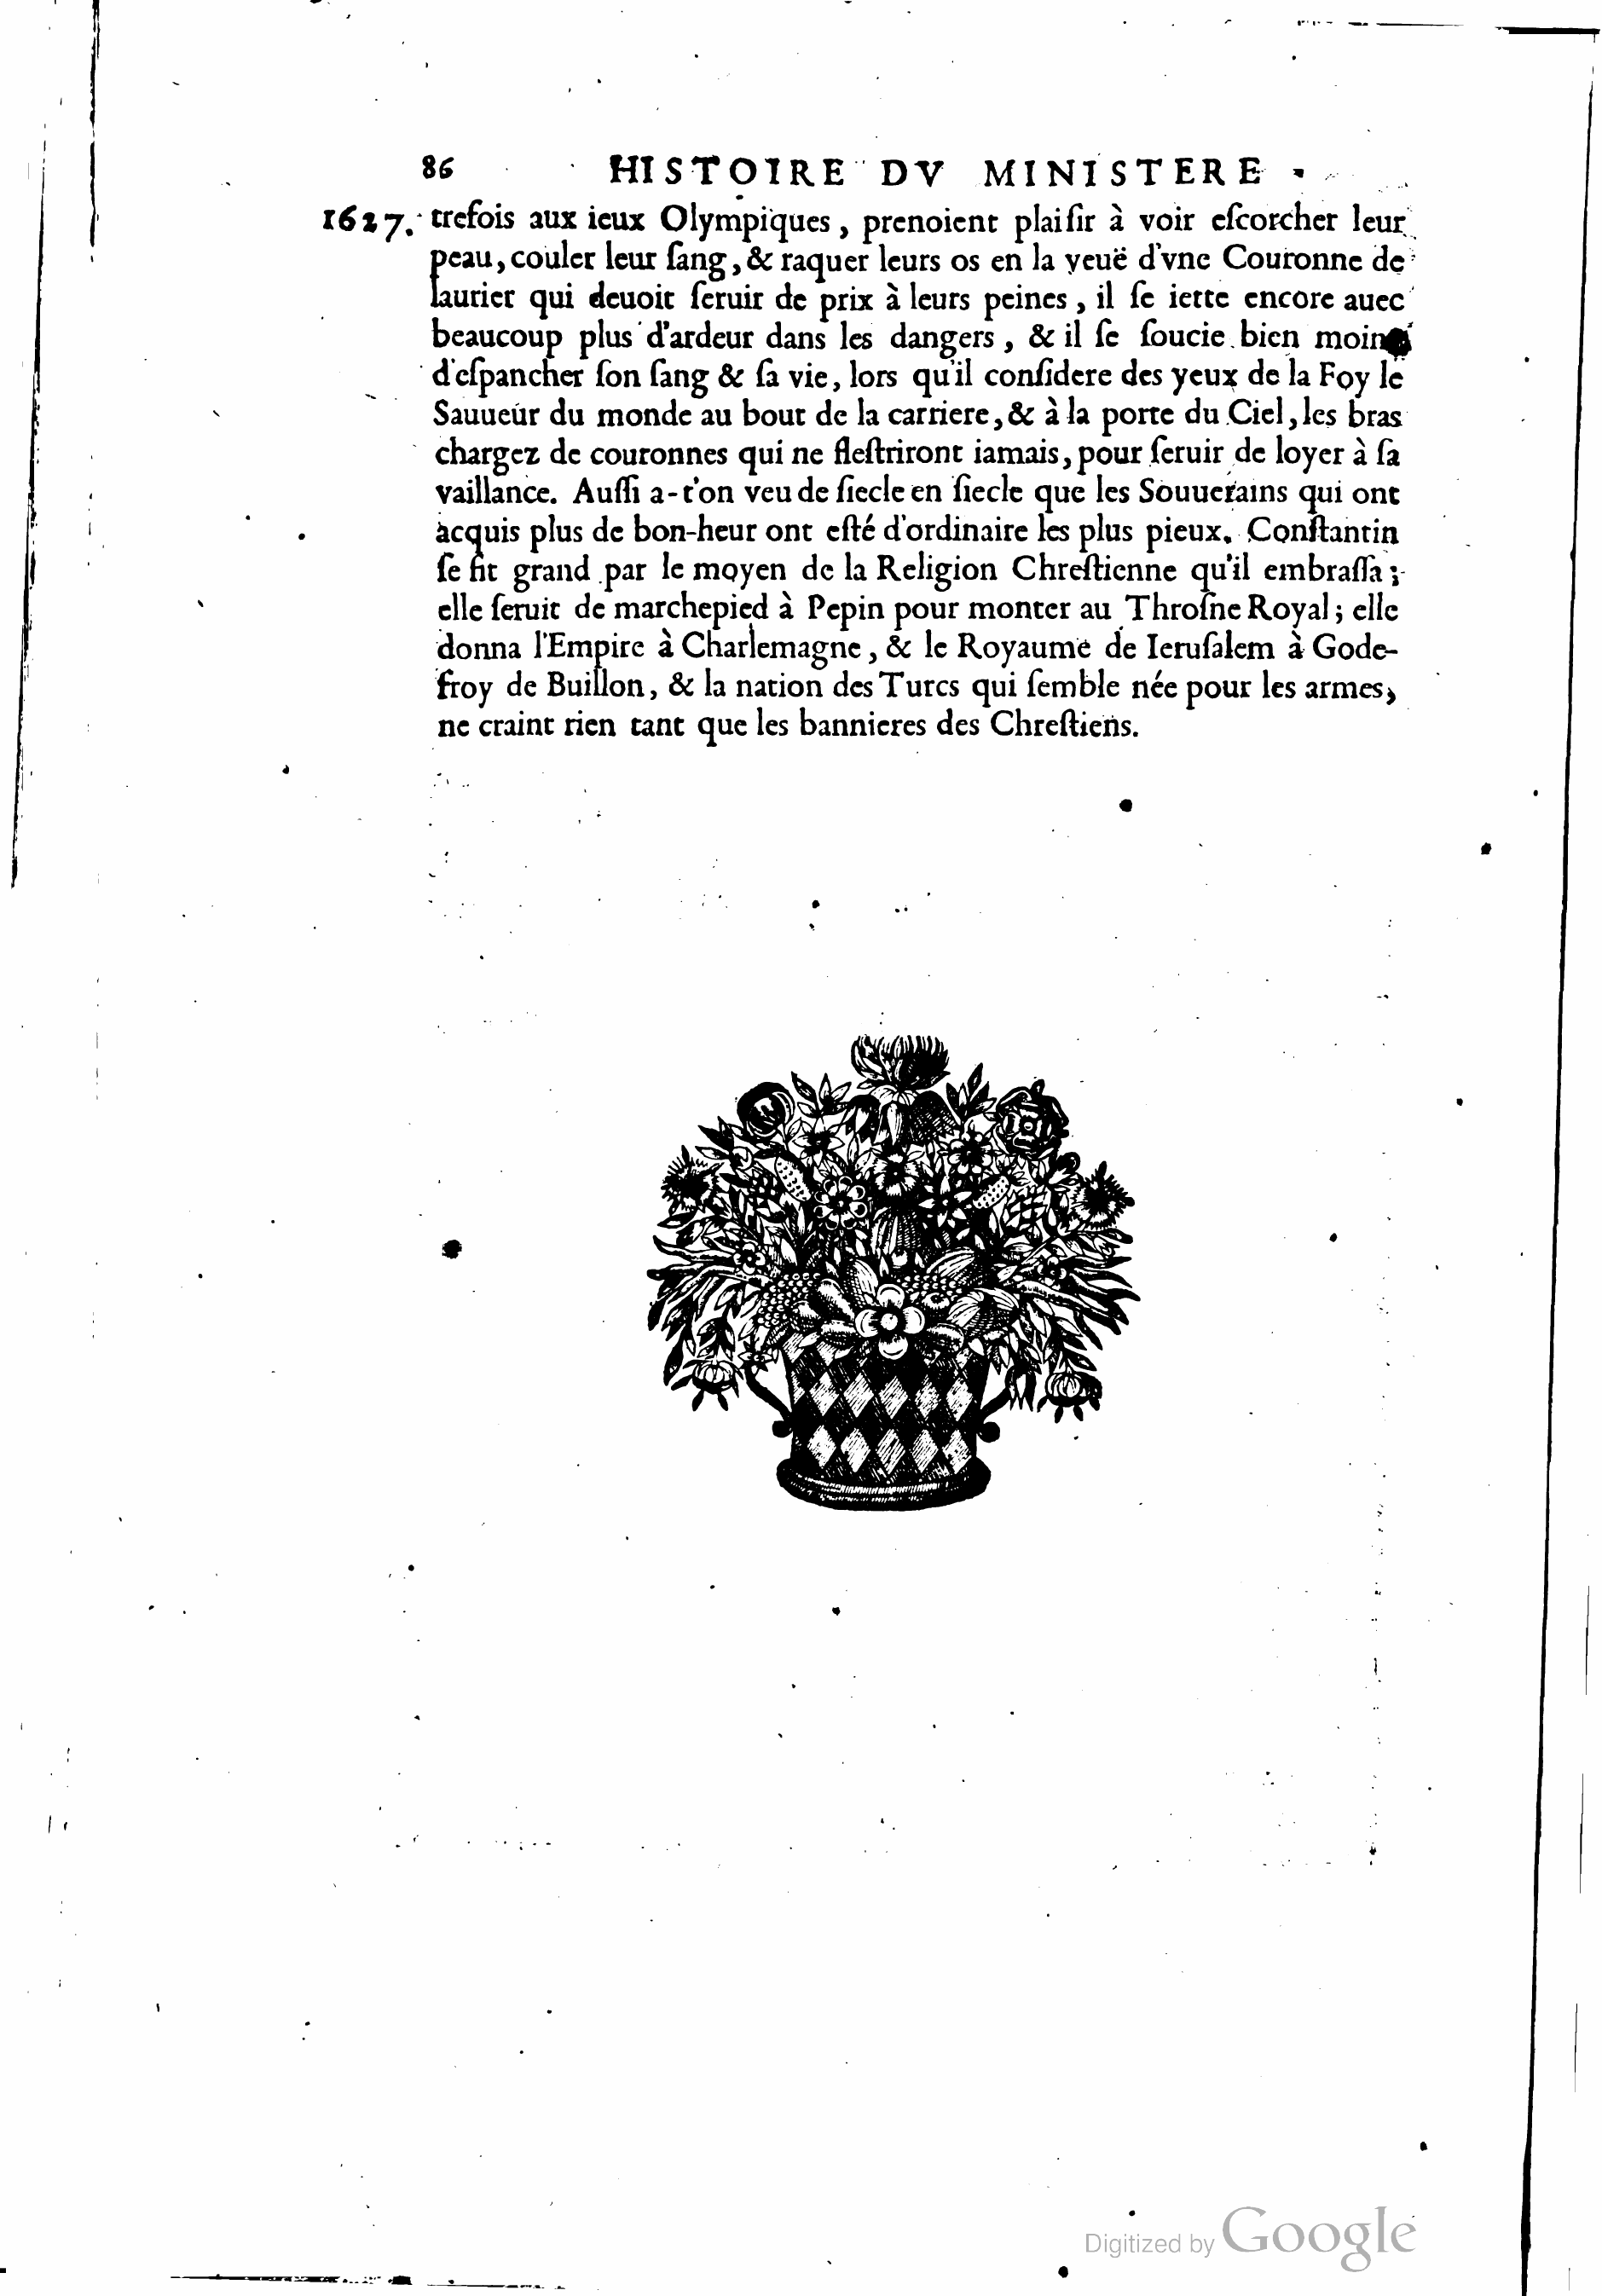 86 HISTOIRE DV MINISTERE
1627. trefois aux ieux Olympiques, prenoient plaiſir à voir eſcorcher leur
peau, couler leur ſang, & raquer leurs os en la veuë d'vne Couronne de
laurier qui deuoit ſeruir de prix à leurs peines, il ſe iette encore auec
beaucoup plus d'ardeur dans les dangers, & il ſe ſoucie bien
d'eſpancher ſon ſang & ſa vie, lors qu'il conſidere des yeux de la Foy le
Sauueur du monde au bout de la carriere, & à la porte du Ciel, les bras
chargez de couronnes qui ne fleſtriront iamais, pour ſeruir de loyer à ſa
vaillance. Auſſi a-t'on veu de ſiecle en ſiecle que les Souuerains qui ont
acquis plus de bon-heur ont eſté d'ordinaire les plus pieux. Conſtantin
ſe fit grand par le moyen de la Religion Chreſtienne qu'il embraſſa;
elle ſeruit de marchepied à Pepin pour monter au Throſne Royal; elle
donna l'Empire à Charlemagne, & le Royaume de Ieruſalem à Gode-
froy de Buillon, & la nation des Turcs qui ſemble née pour les armes,
ne craint rien tant que les bannieres des Chreſtiens.
Digitized by Google